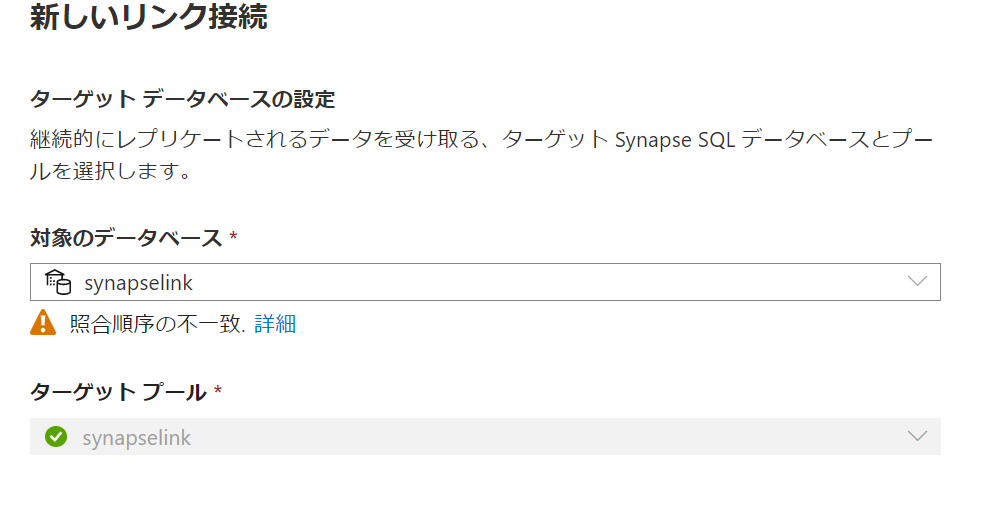 新しいリンク接続
ターゲット データベースの設定
継続的にレプリケートされるデータを受け取る、ターゲット Synapse SQL データベースとプー
ルを選択します。
対象のデータベース *
synapselink
照合順序の不一致. 詳細
ターゲット プール *
synapselink